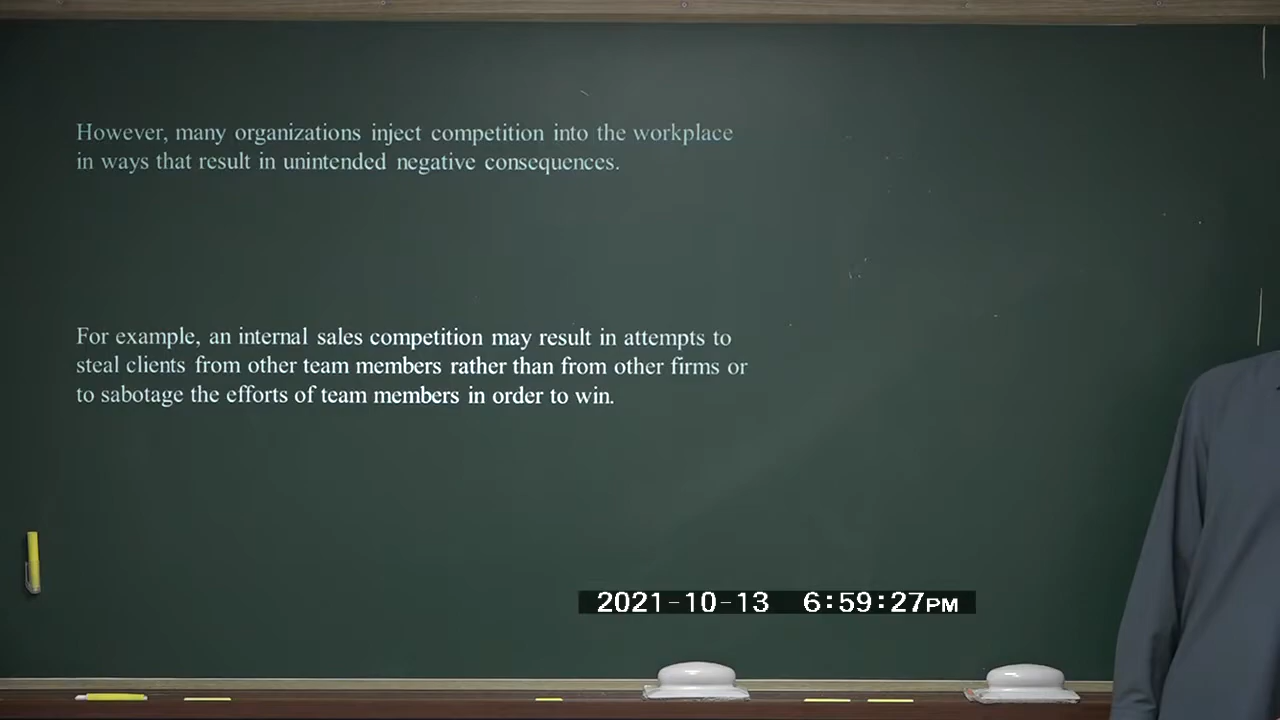 However, many organizations inject competition into the workplace
in ways that result in unintended negative consequences.
For example, an internal sales competition may result in attempts to
steal clients from other team members rather than from other firms or
to sabotage the efforts of team members in order to win.
2021-10-13 6:59:27PM